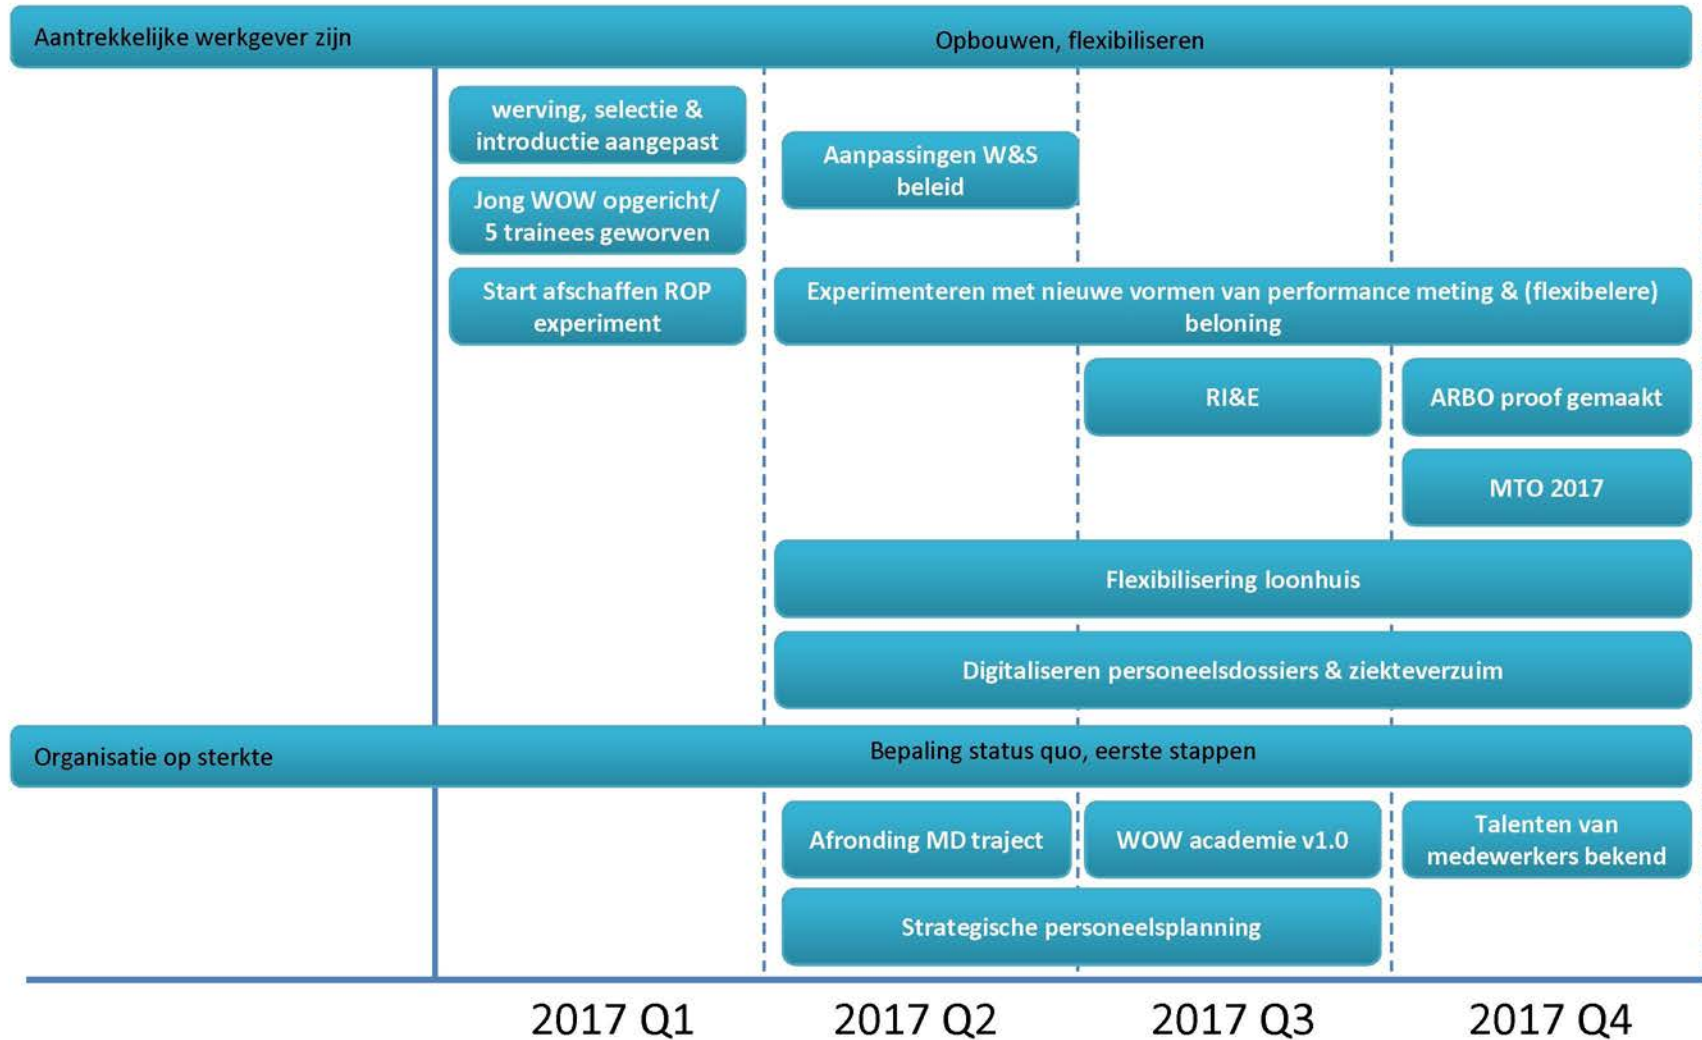 Aantrekkelijke werkgever zijn
Opbouwen, flexibiliseren
werving, selectie &
introductie aangepast
Aanpassingen W&S
beleid
Jong WOW opgericht/
5 trainees geworven
Start afschaffen ROP
experiment
Experimenteren met nieuwe vormen van performance meting & (flexibelere)
beloning
RI&E
ARBO proof gemaakt
MTO 2017
Flexibilisering loonhuis
Digitaliseren personeelsdossiers & ziekteverzuim
Organisatie op sterkte
Bepaling status quo, eerste stappen
Afronding MD traject
WOW academie v1.0
Talenten van
medewerkers bekend
Strategische personeelsplanning
2017 Q1
2017 Q2
2017 Q3
2017 Q4